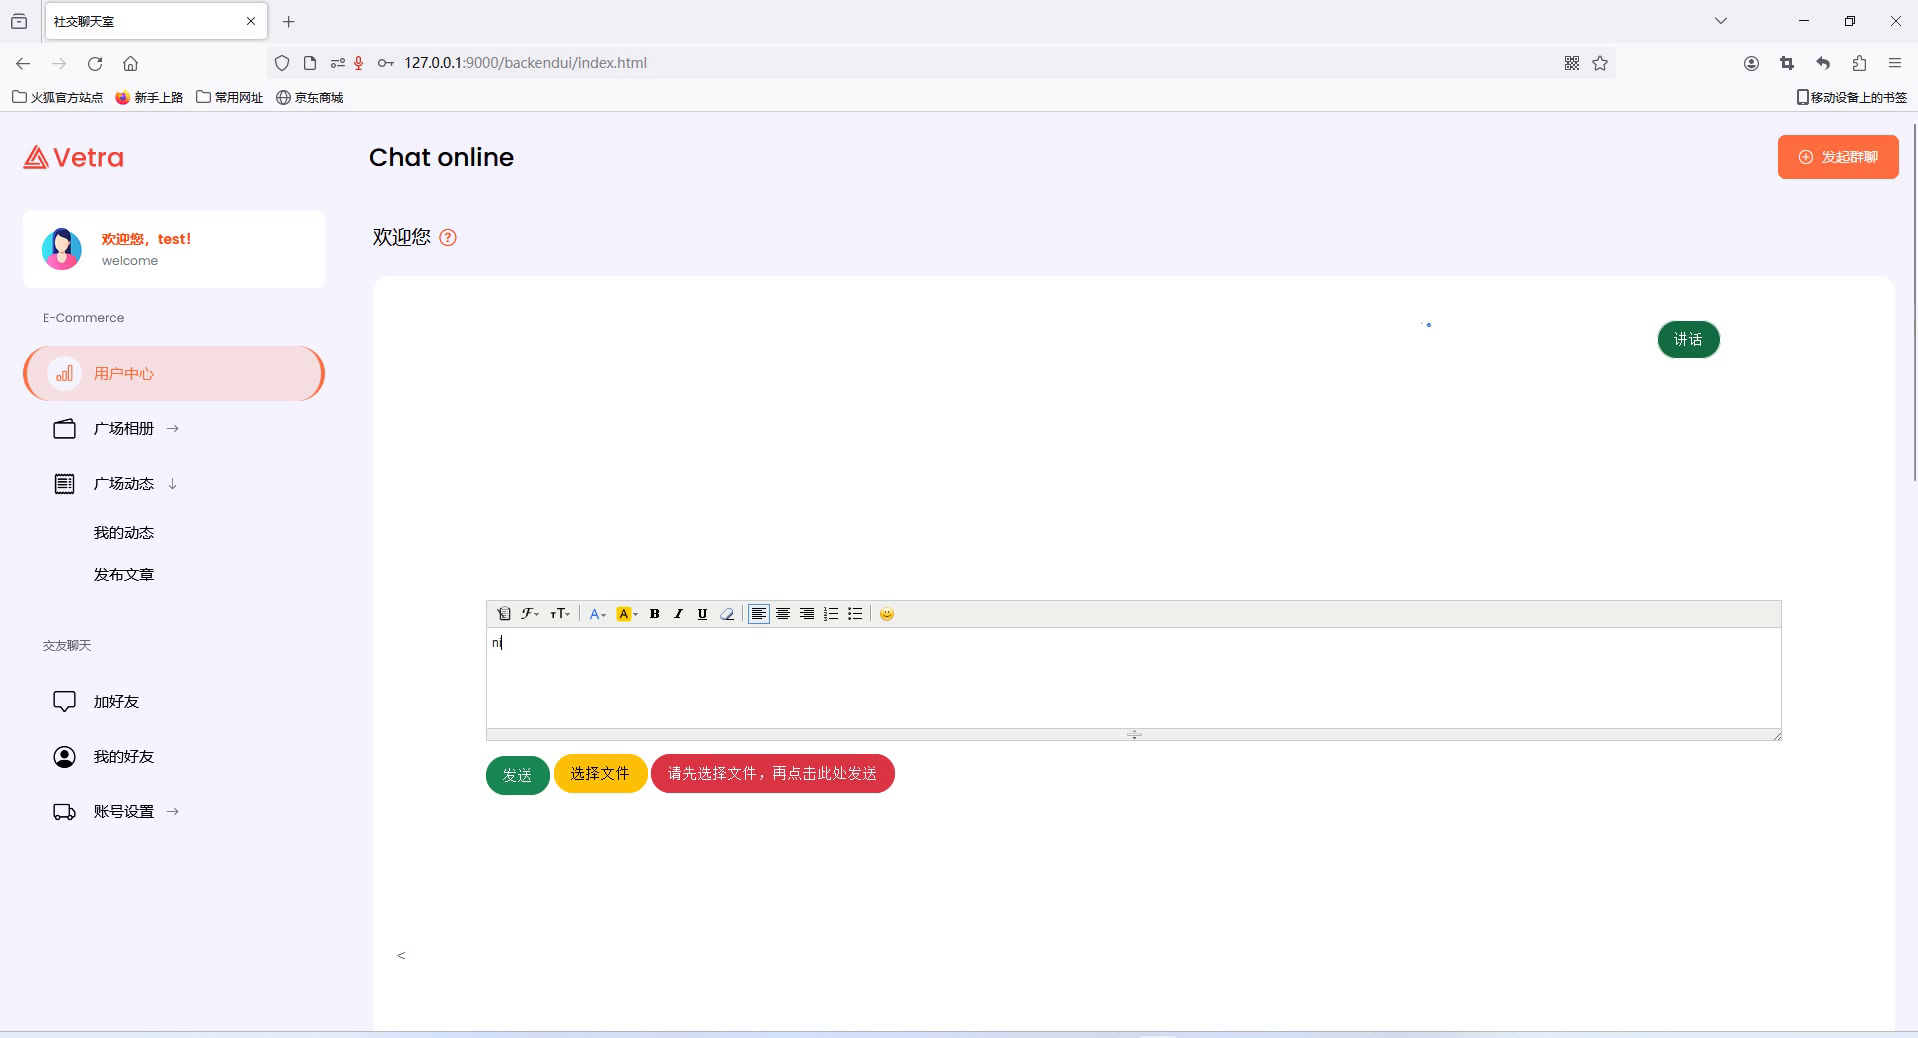 社交聊天室
127.0.0.1:9000/backendui/index.html
火狐官方站点 新手上路 常用网址 京东商城 移动设备上的书签
Vetra
Chat online
发起群聊
欢迎您
欢迎您，test!
welcome
E-Commerce
用户中心
广场相册
广场动态
我的动态
发布文章
交友聊天
加好友
我的好友
账号设置
讲话
ni
发送 选择文件 请先选择文件，再点击此处发送
<